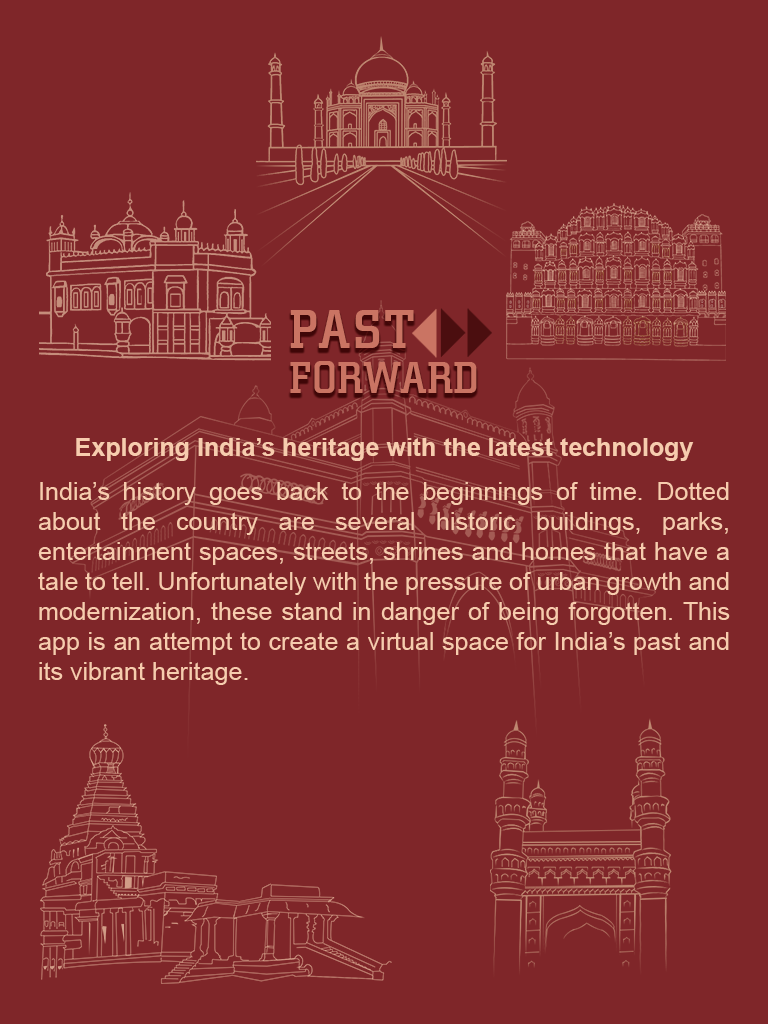 PAST
FORWARD
Exploring India’s heritage with the latest technology
India’s history goes back to the beginnings of time. Dotted
about the country are several historic buildings, parks,
entertainment spaces, streets, shrines and homes that have a
tale to tell. Unfortunately with the pressure of urban growth and
modernization, these stand in danger of being forgotten. This
app is an attempt to create a virtual space for India’s past and
its vibrant heritage.